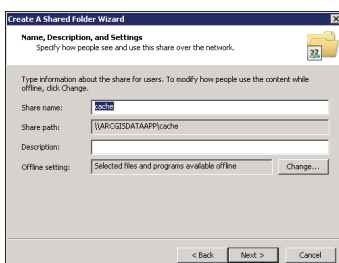 Create A Shared Folder Wizard
Name, Description, and Settings
Specify how people see and use this share over the network.
Type information about the share for users. To modify how people use the content while
offline, click Change.
Share name:
cache
Share path:
\\ARCGISDATAAPP\cache
Description:
Offline setting:
Selected files and programs available offline
Change...
< Back
Next >
Cancel